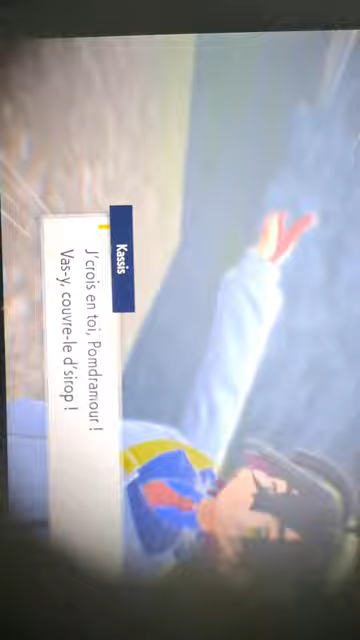 Kassis
J'crois en toi, Pomdramour !
Vas-y, couvre-le d'sirop !